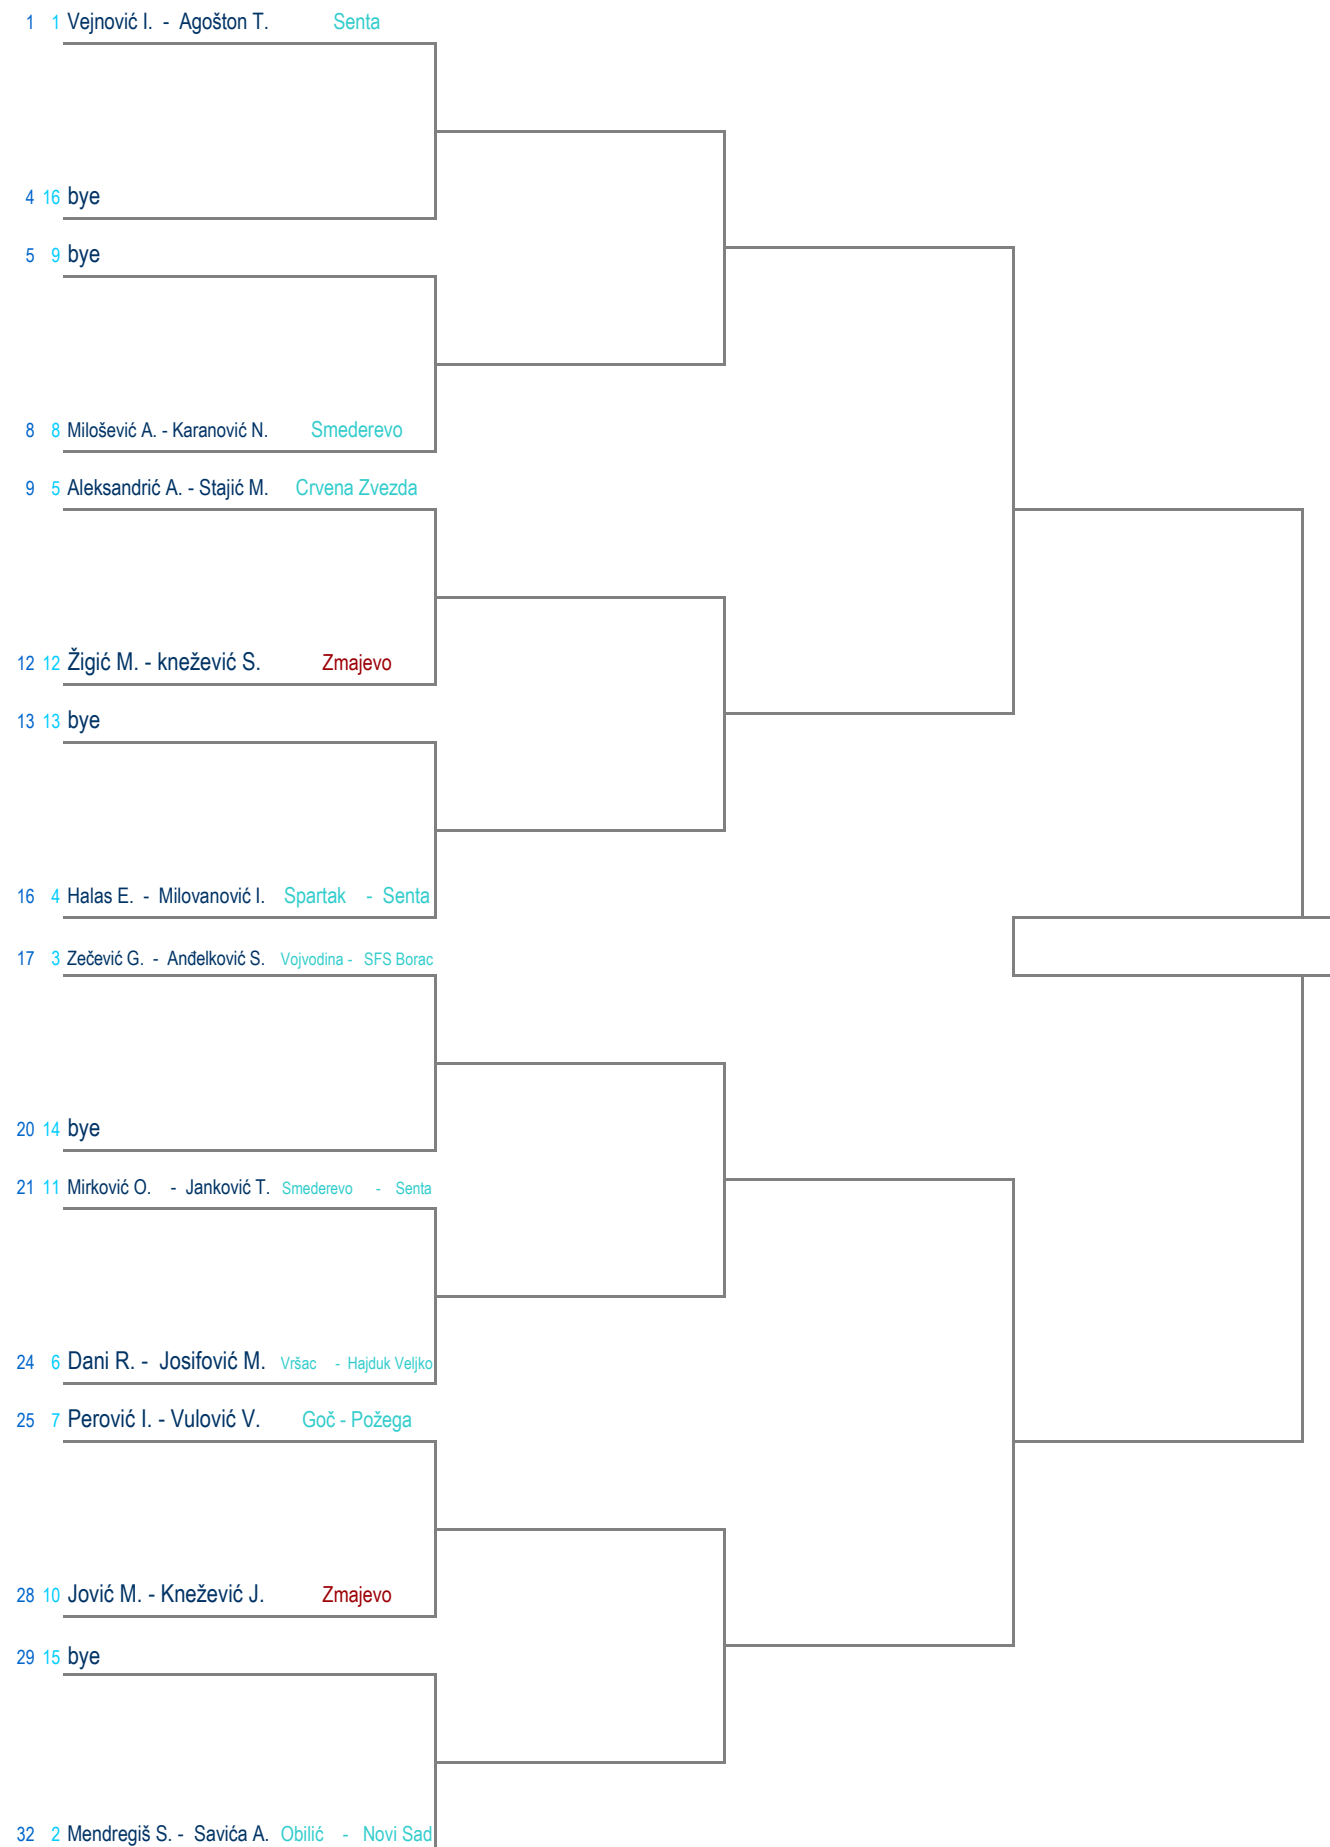 1 1 Vejnović I. - Agošton T. Senta
4 16 bye
5 9 bye
8 8 Milošević A. - Karanović N. Smederevo
9 5 Aleksandrić A. - Stajić M. Crvena Zvezda
12 12 Žigić M. - knežević S. Zmajevo
13 13 bye
16 4 Halas E. - Milovanović I. Spartak - Senta
17 3 Zečević G. - Anđelković S. Vojvodina - SFS Borac
20 14 bye
21 11 Mirković O. - Janković T. Smederevo - Senta
24 6 Dani R. - Josifović M. Vršac - Hajduk Veljko
25 7 Perović I. - Vulović V. Goč - Požega
28 10 Jović M. - Knežević J. Zmajevo
29 15 bye
32 2 Mendregiš S. - Savića A. Obilić - Novi Sad